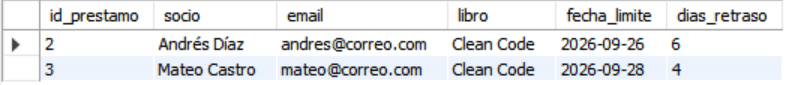 id_prestamo socio email libro fecha_limite dias_retraso
2 Andrés Díaz andres@correo.com Clean Code 2026-09-26 6
3 Mateo Castro mateo@correo.com Clean Code 2026-09-28 4